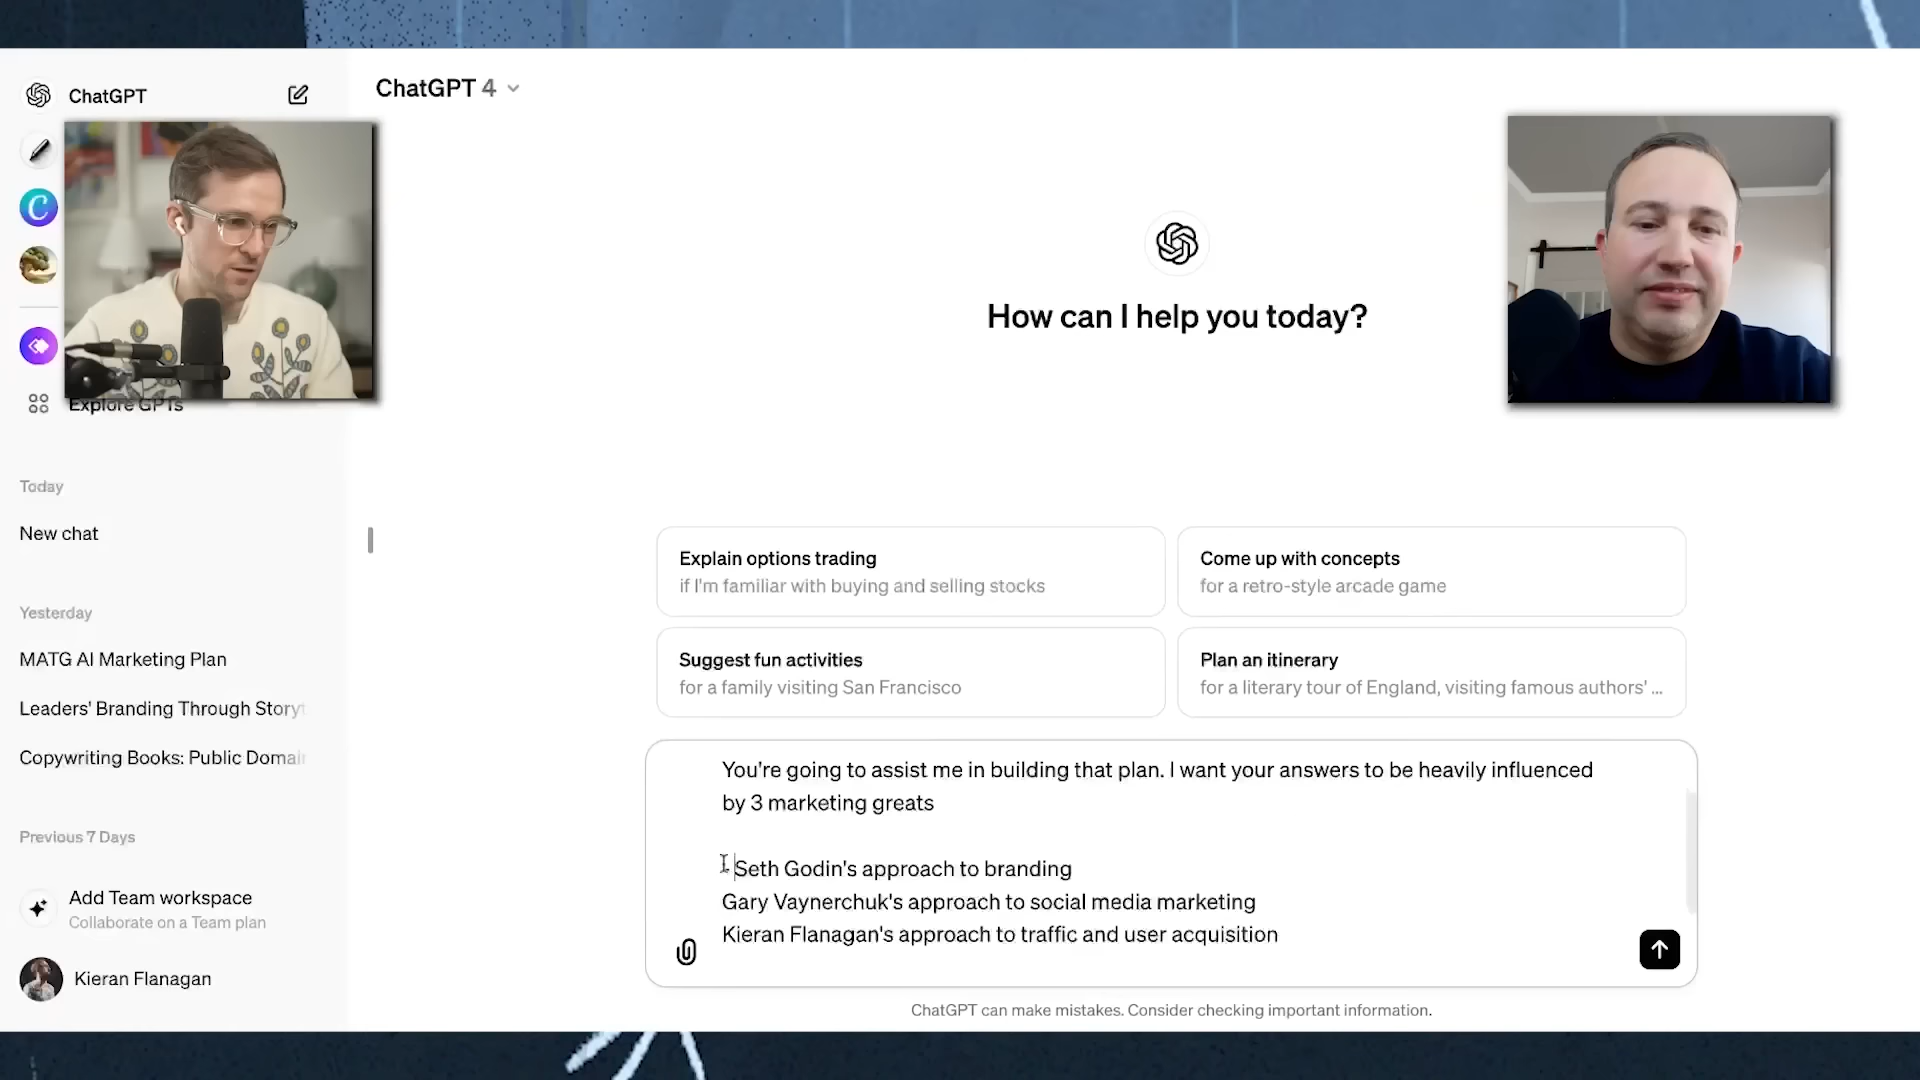 ChatGPT
ChatGPT 4
Explore GPTs
Today
New chat
Yesterday
MATG AI Marketing Plan
Leaders' Branding Through Storyt
Copywriting Books: Public Domain
Previous 7 Days
Add Team workspace
Collaborate on a Team plan
Kieran Flanagan
How can I help you today?
Explain options trading
if I'm familiar with buying and selling stocks
Come up with concepts
for a retro-style arcade game
Suggest fun activities
for a family visiting San Francisco
Plan an itinerary
for a literary tour of England, visiting famous authors' ...
You're going to assist me in building that plan. I want your answers to be heavily influenced
by 3 marketing greats
Seth Godin's approach to branding
Gary Vaynerchuk's approach to social media marketing
Kieran Flanagan's approach to traffic and user acquisition
ChatGPT can make mistakes. Consider checking important information.